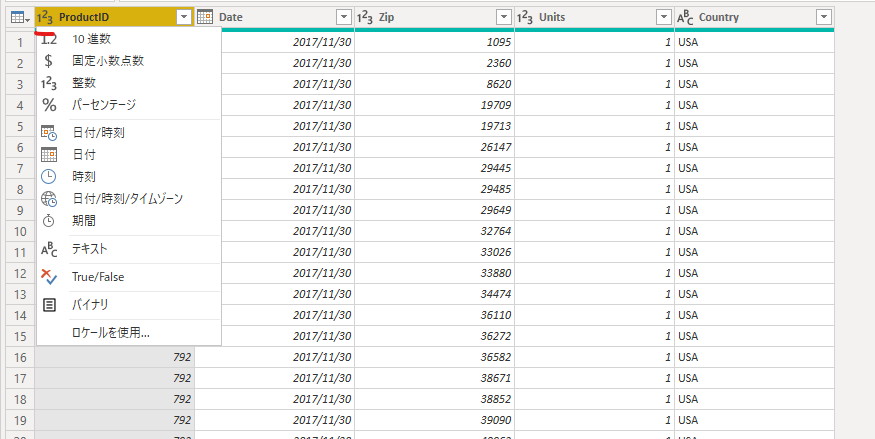 1²3 ProductID Date 1²3 Zip 1²3 Units ABC Country
1 2017/11/30 1095 1 USA
2 2017/11/30 2360 1 USA
3 2017/11/30 8620 1 USA
4 2017/11/30 19709 1 USA
5 2017/11/30 19713 1 USA
6 2017/11/30 26147 1 USA
7 2017/11/30 29445 1 USA
8 2017/11/30 29485 1 USA
9 2017/11/30 29649 1 USA
10 2017/11/30 32764 1 USA
11 2017/11/30 33026 1 USA
12 2017/11/30 33880 1 USA
13 2017/11/30 34474 1 USA
14 2017/11/30 36110 1 USA
15 2017/11/30 36272 1 USA
16 792 2017/11/30 36582 1 USA
17 792 2017/11/30 38671 1 USA
18 792 2017/11/30 38852 1 USA
19 792 2017/11/30 39090 1 USA
1.2 10 進数
$ 固定小数点数
1²3 整数
% パーセンテージ
日付/時刻
日付
時刻
日付/時刻/タイムゾーン
期間
ABC テキスト
True/False
バイナリ
ロケールを使用...